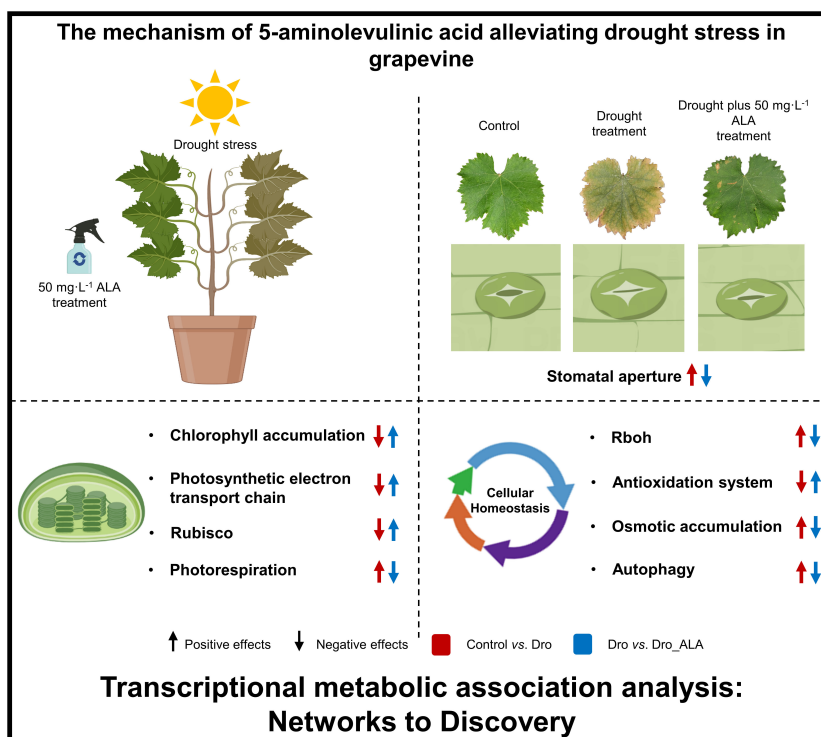 The mechanism of 5-aminolevulinic acid alleviating drought stress in
grapevine
Drought stress
50 mg·L⁻¹ ALA
treatment
Control
Drought
treatment
Drought plus 50 mg·L⁻¹
ALA
treatment
Stomatal aperture
• Chlorophyll accumulation
• Photosynthetic electron
transport chain
• Rubisco
• Photorespiration
Cellular
Homeostasis
• Rboh
• Antioxidation system
• Osmotic accumulation
• Autophagy
Positive effects
Negative effects
Control vs. Dro
Dro vs. Dro_ALA
Transcriptional metabolic association analysis:
Networks to Discovery